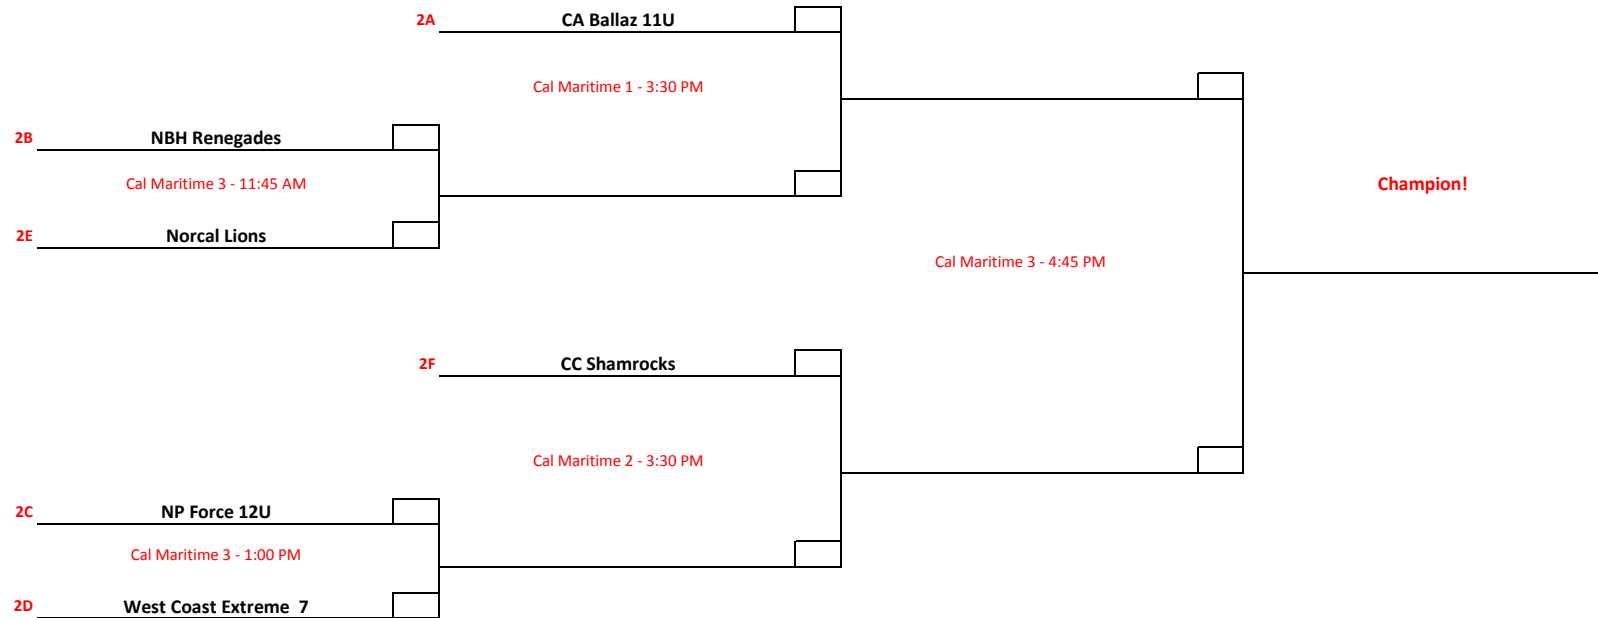 2A CA Ballaz 11U
Cal Maritime 1 - 3:30 PM
2B NBH Renegades
Cal Maritime 3 - 11:45 AM
Champion!
2E Norcal Lions
Cal Maritime 3 - 4:45 PM
2F CC Shamrocks
Cal Maritime 2 - 3:30 PM
2C NP Force 12U
Cal Maritime 3 - 1:00 PM
2D West Coast Extreme  7